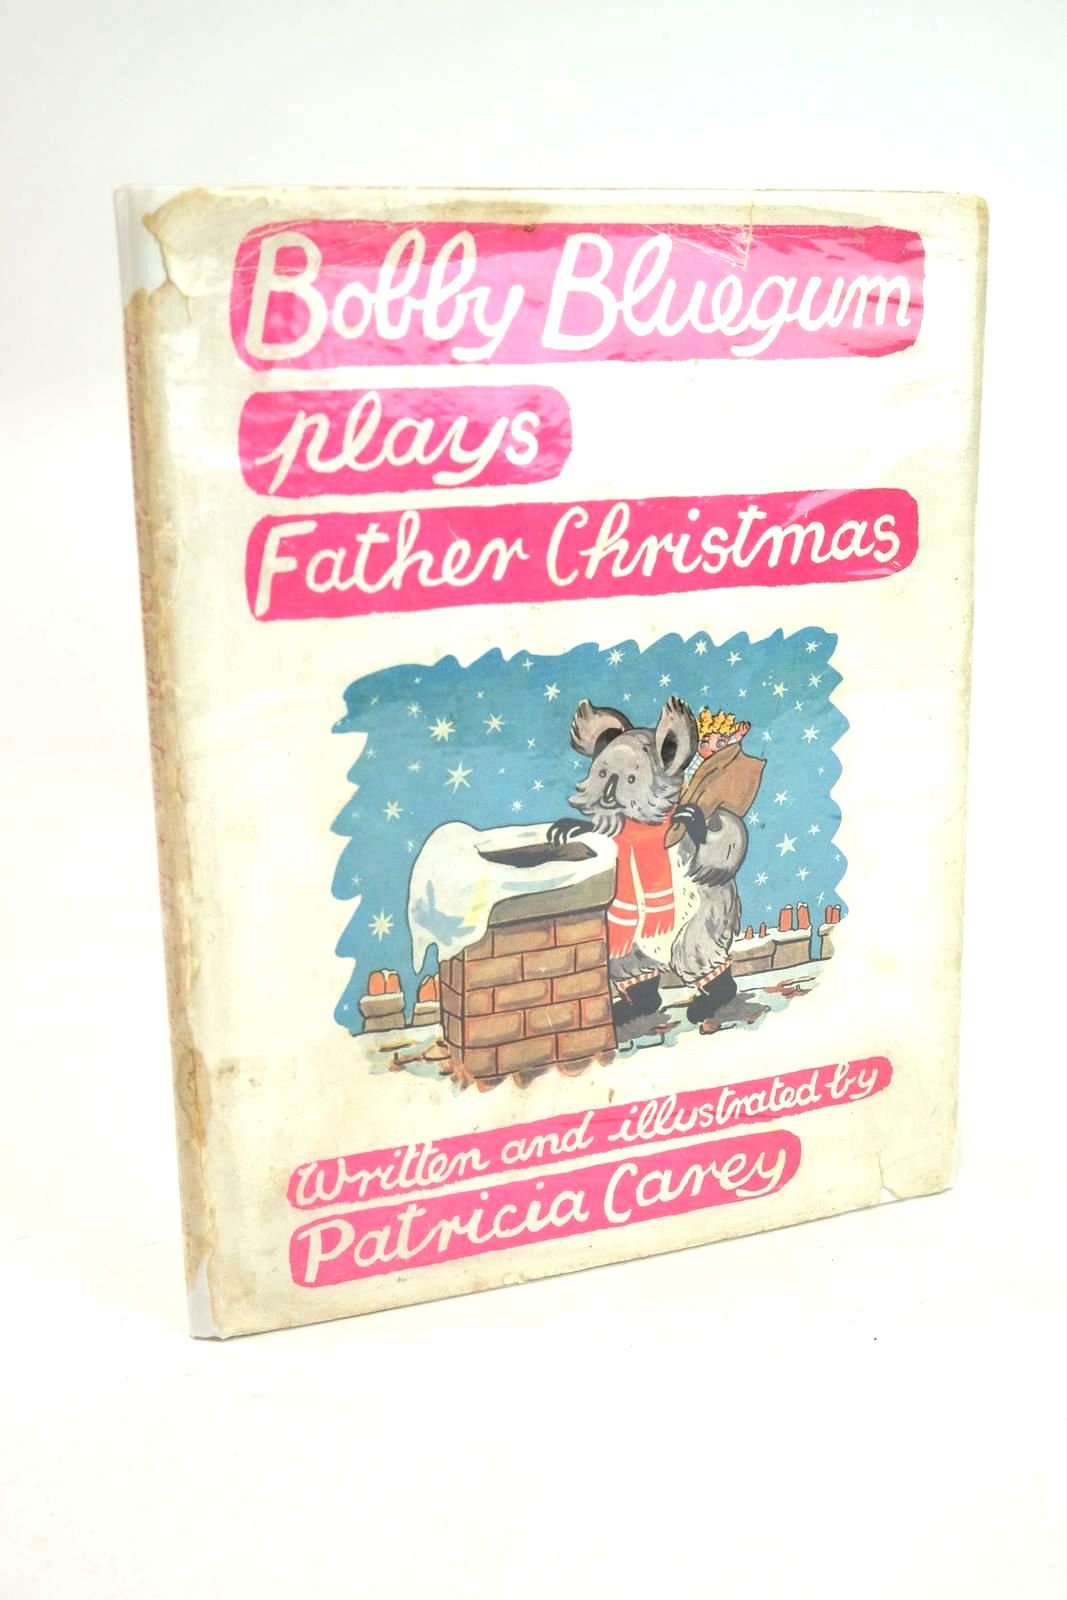 Bobby Bluegum
plays
Father Christmas
Written and illustrated by
Patricia Carey